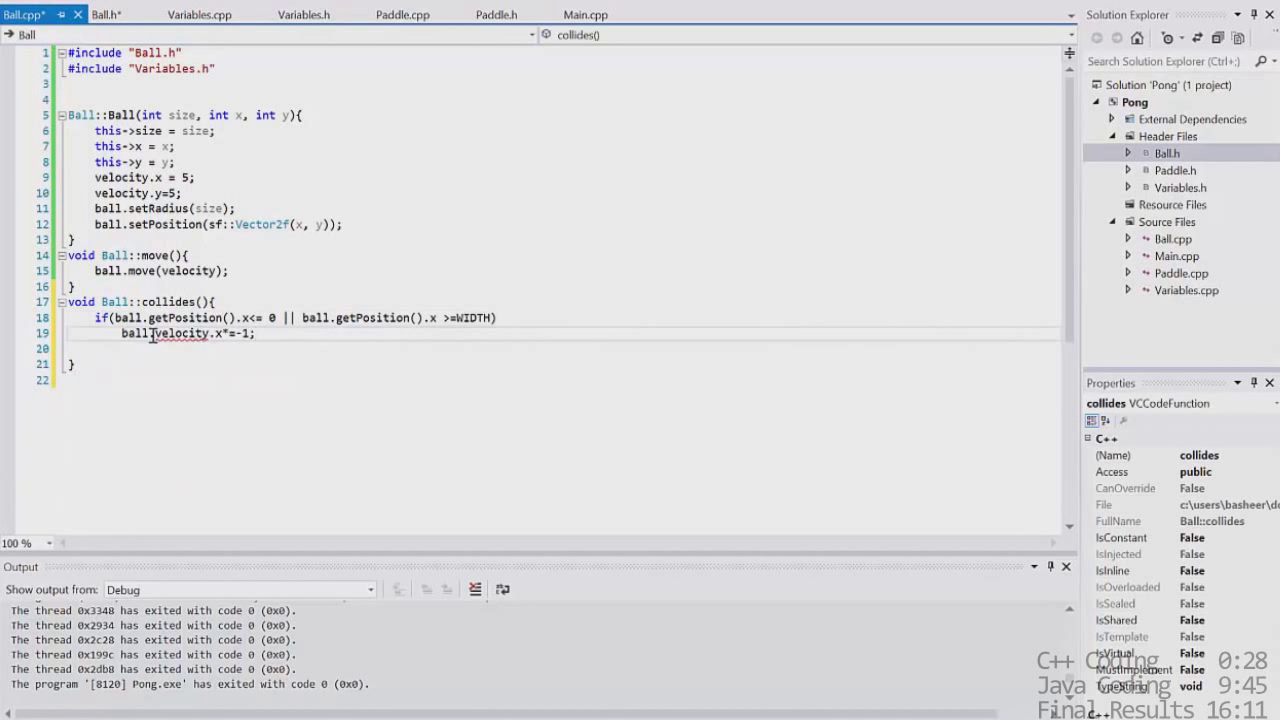 Ball.cpp* Ball.h* Variables.cpp Variables.h Paddle.cpp Paddle.h Main.cpp
Ball collides()
1 #include "Ball.h"
2 #include "Variables.h"
3
4
5 Ball::Ball(int size, int x, int y){
6 this->size = size;
7 this->x = x;
8 this->y = y;
9 velocity.x = 5;
10 velocity.y=5;
11 ball.setRadius(size);
12 ball.setPosition(sf::Vector2f(x, y));
13 }
14 void Ball::move(){
15 ball.move(velocity);
16 }
17 void Ball::collides(){
18 if(ball.getPosition().x<= 0 || ball.getPosition().x >=WIDTH)
19 ball.velocity.x*=-1;
20
21 }
22
100 %
Output
Show output from: Debug
The thread 0x3348 has exited with code 0 (0x0).
The thread 0x2934 has exited with code 0 (0x0).
The thread 0x2c28 has exited with code 0 (0x0).
The thread 0x199c has exited with code 0 (0x0).
The thread 0x2db8 has exited with code 0 (0x0).
The program '[8120] Pong.exe' has exited with code 0 (0x0).
Solution Explorer
Search Solution Explorer (Ctrl+;)
Solution 'Pong' (1 project)
Pong
External Dependencies
Header Files
Ball.h
Paddle.h
Variables.h
Resource Files
Source Files
Ball.cpp
Main.cpp
Paddle.cpp
Variables.cpp
Properties
collides VCCodeFunction
C++
(Name) collides
Access public
CanOverride False
File c:\users\basheer\d
FullName Ball::collides
IsConstant False
IsInjected False
IsInline False
IsOverloaded False
IsSealed False
IsShared False
IsTemplate False
IsVirtual False
MustImplement False
TypeString void
C++
C++ Coding 0:28
Java Coding 9:45
Final Results 16:11